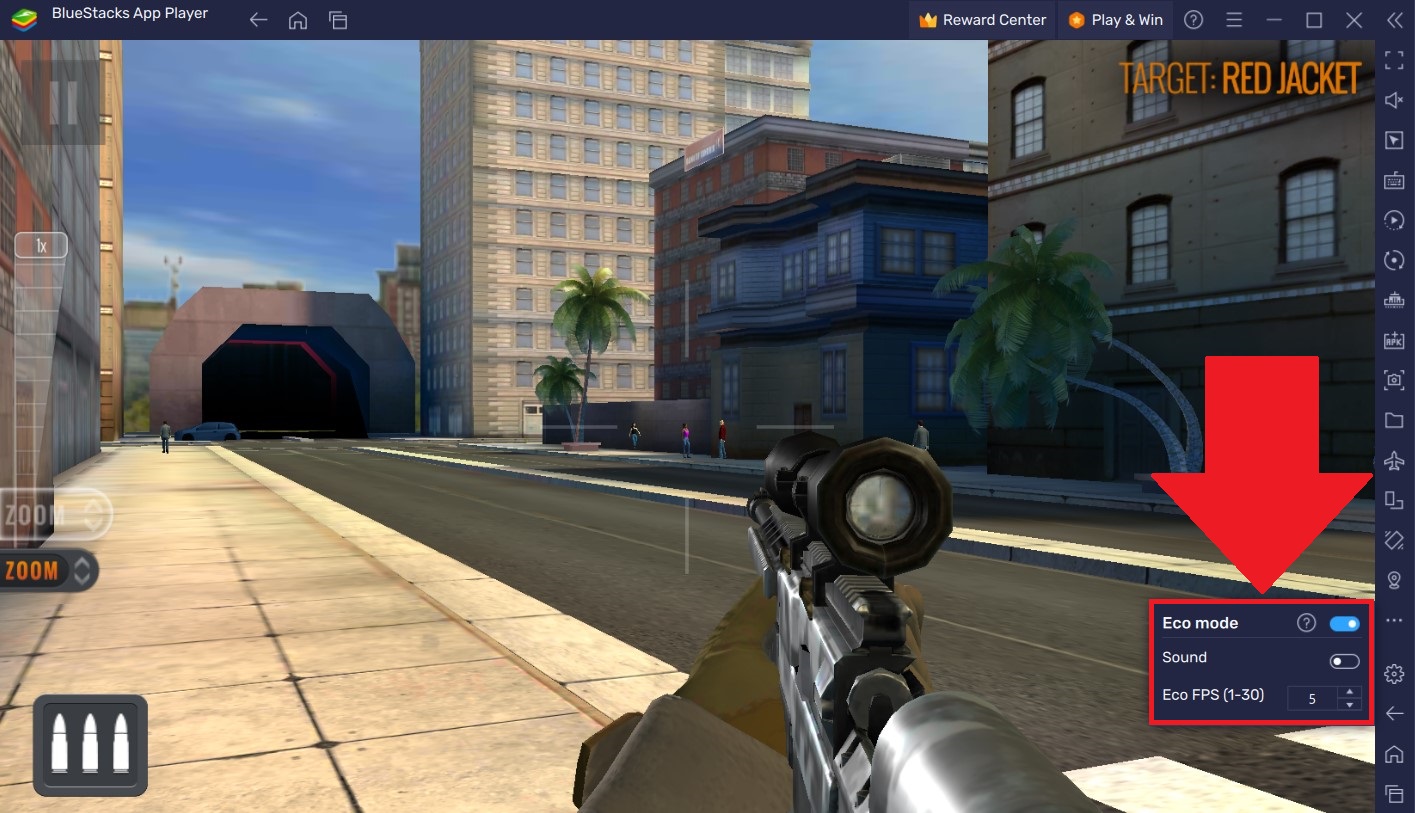 BlueStacks App Player
Reward Center
Play & Win
TARGET: RED JACKET
1x
ZOOM
ZOOM
Eco mode
?
Sound
Eco FPS (1-30)
5
APK